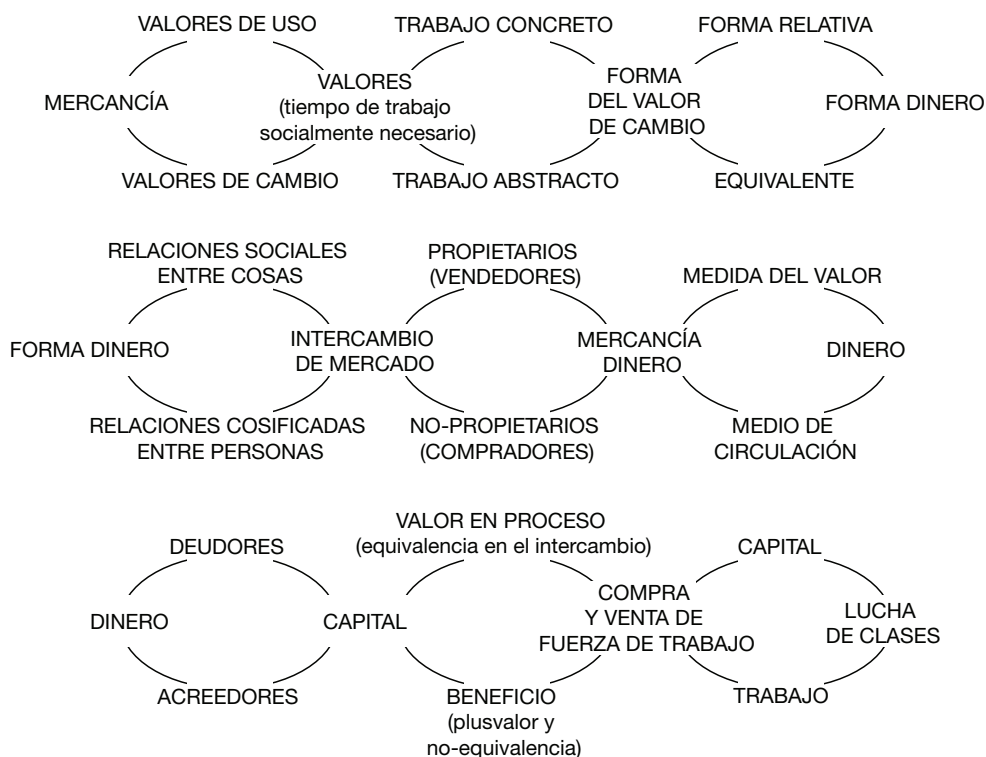 VALORES DE USO
TRABAJO CONCRETO
FORMA RELATIVA
MERCANCÍA
VALORES
(tiempo de trabajo
socialmente necesario)
FORMA
DEL VALOR
DE CAMBIO
FORMA DINERO
VALORES DE CAMBIO
TRABAJO ABSTRACTO
EQUIVALENTE
RELACIONES SOCIALES
ENTRE COSAS
PROPIETARIOS
(VENDEDORES)
MEDIDA DEL VALOR
FORMA DINERO
INTERCAMBIO
DE MERCADO
MERCANCÍA
DINERO
DINERO
RELACIONES COSIFICADAS
ENTRE PERSONAS
NO-PROPIETARIOS
(COMPRADORES)
MEDIO DE
CIRCULACIÓN
DEUDORES
VALOR EN PROCESO
(equivalencia en el intercambio)
CAPITAL
DINERO
CAPITAL
COMPRA
Y VENTA DE
FUERZA DE TRABAJO
LUCHA
DE CLASES
ACREEDORES
BENEFICIO
(plusvalor y
no-equivalencia)
TRABAJO